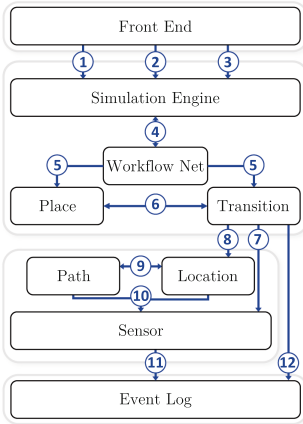 Front End
1 2 3
Simulation Engine
4
5 Workflow Net 5
Place 6 Transition
8 7
Path 9 Location
10
Sensor
11 12
Event Log